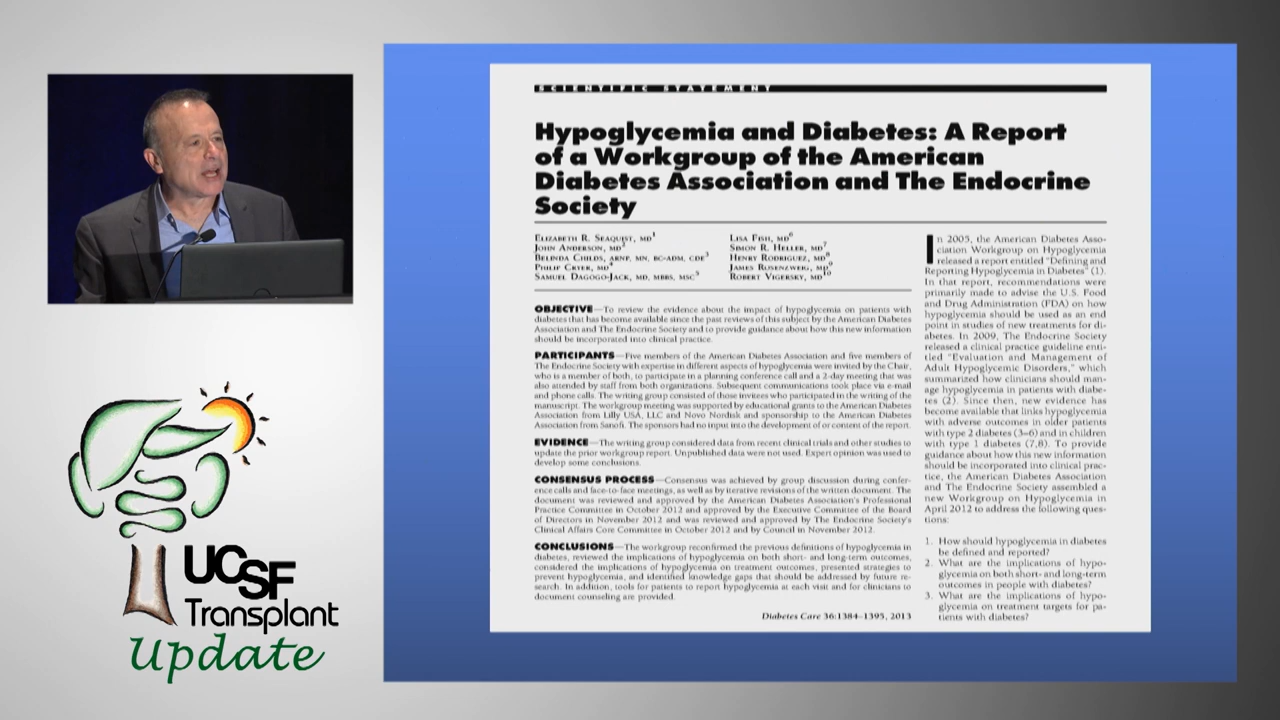 SCIENTIFIC STATEMENT
Hypoglycemia and Diabetes: A Report
of a Workgroup of the American
Diabetes Association and The Endocrine
Society
ELIZABETH R. SEAQUIST, MD1
JOHN ANDERSON, MD2
BELINDA CHILDS, ARNP, MN, BC-ADM, CDE3
PHILIP CRYER, MD4
SAMUEL DAGOGO-JACK, MD, MBBS, MSC5
LISA FISH, MD6
SIMON R. HELLER, MD7
HENRY RODRIGUEZ, MD8
JAMES ROSENZWEIG, MD9
ROBERT VIGERSKY, MD10
OBJECTIVE—To review the evidence about the impact of hypoglycemia on patients with
diabetes that has become available since the past reviews of this subject by the American Diabetes
Association and The Endocrine Society and to provide guidance about how this new information
should be incorporated into clinical practice.
PARTICIPANTS—Five members of the American Diabetes Association and five members of
The Endocrine Society with expertise in different aspects of hypoglycemia were invited by the Chair,
who is a member of both, to participate in a planning conference call and a 2-day meeting that was
also attended by staff from both organizations. Subsequent communications took place via e-mail
and phone calls. The writing group consisted of those invitees who participated in the writing of the
manuscript. The workgroup meeting was supported by educational grants to the American Diabetes
Association from Lilly USA, LLC and Novo Nordisk and sponsorship to the American Diabetes
Association from Sanofi. The sponsors had no input into the development of or content of the report.
EVIDENCE—The writing group considered data from recent clinical trials and other studies to
update the prior workgroup report. Unpublished data were not used. Expert opinion was used to
develop some conclusions.
CONSENSUS PROCESS—Consensus was achieved by group discussion during confer-
ence calls and face-to-face meetings, as well as by iterative revisions of the written document. The
document was reviewed and approved by the American Diabetes Association's Professional
Practice Committee in October 2012 and approved by the Executive Committee of the Board
of Directors in November 2012 and was reviewed and approved by The Endocrine Society's
Clinical Affairs Core Committee in October 2012 and by Council in November 2012.
CONCLUSIONS—The workgroup reconfirmed the previous definitions of hypoglycemia in
diabetes, reviewed the implications of hypoglycemia on both short- and long-term outcomes,
considered the implications of hypoglycemia on treatment outcomes, presented strategies to
prevent hypoglycemia, and identified knowledge gaps that should be addressed by future re-
search. In addition, tools for patients to report hypoglycemia at each visit and for clinicians to
document counseling are provided.
Diabetes Care 36:1384–1395, 2013
In 2005, the American Diabetes Asso-
ciation Workgroup on Hypoglycemia
released a report entitled "Defining and
Reporting Hypoglycemia in Diabetes" (1).
In that report, recommendations were
primarily made to advise the U.S. Food
and Drug Administration (FDA) on how
hypoglycemia should be used as an end
point in studies of new treatments for di-
abetes. In 2009, The Endocrine Society
released a clinical practice guideline enti-
tled "Evaluation and Management of
Adult Hypoglycemic Disorders," which
summarized how clinicians should man-
age hypoglycemia in patients with diabe-
tes (2). Since then, new evidence has
become available that links hypoglycemia
with adverse outcomes in older patients
with type 2 diabetes (3–6) and in children
with type 1 diabetes (7,8). To provide
guidance about how this new information
should be incorporated into clinical prac-
tice, the American Diabetes Association
and The Endocrine Society assembled a
new Workgroup on Hypoglycemia in
April 2012 to address the following ques-
tions:
1. How should hypoglycemia in diabetes
be defined and reported?
2. What are the implications of hypo-
glycemia on both short- and long-term
outcomes in people with diabetes?
3. What are the implications of hypo-
glycemia on treatment targets for pa-
tients with diabetes?
UCSF
Transplant
Update